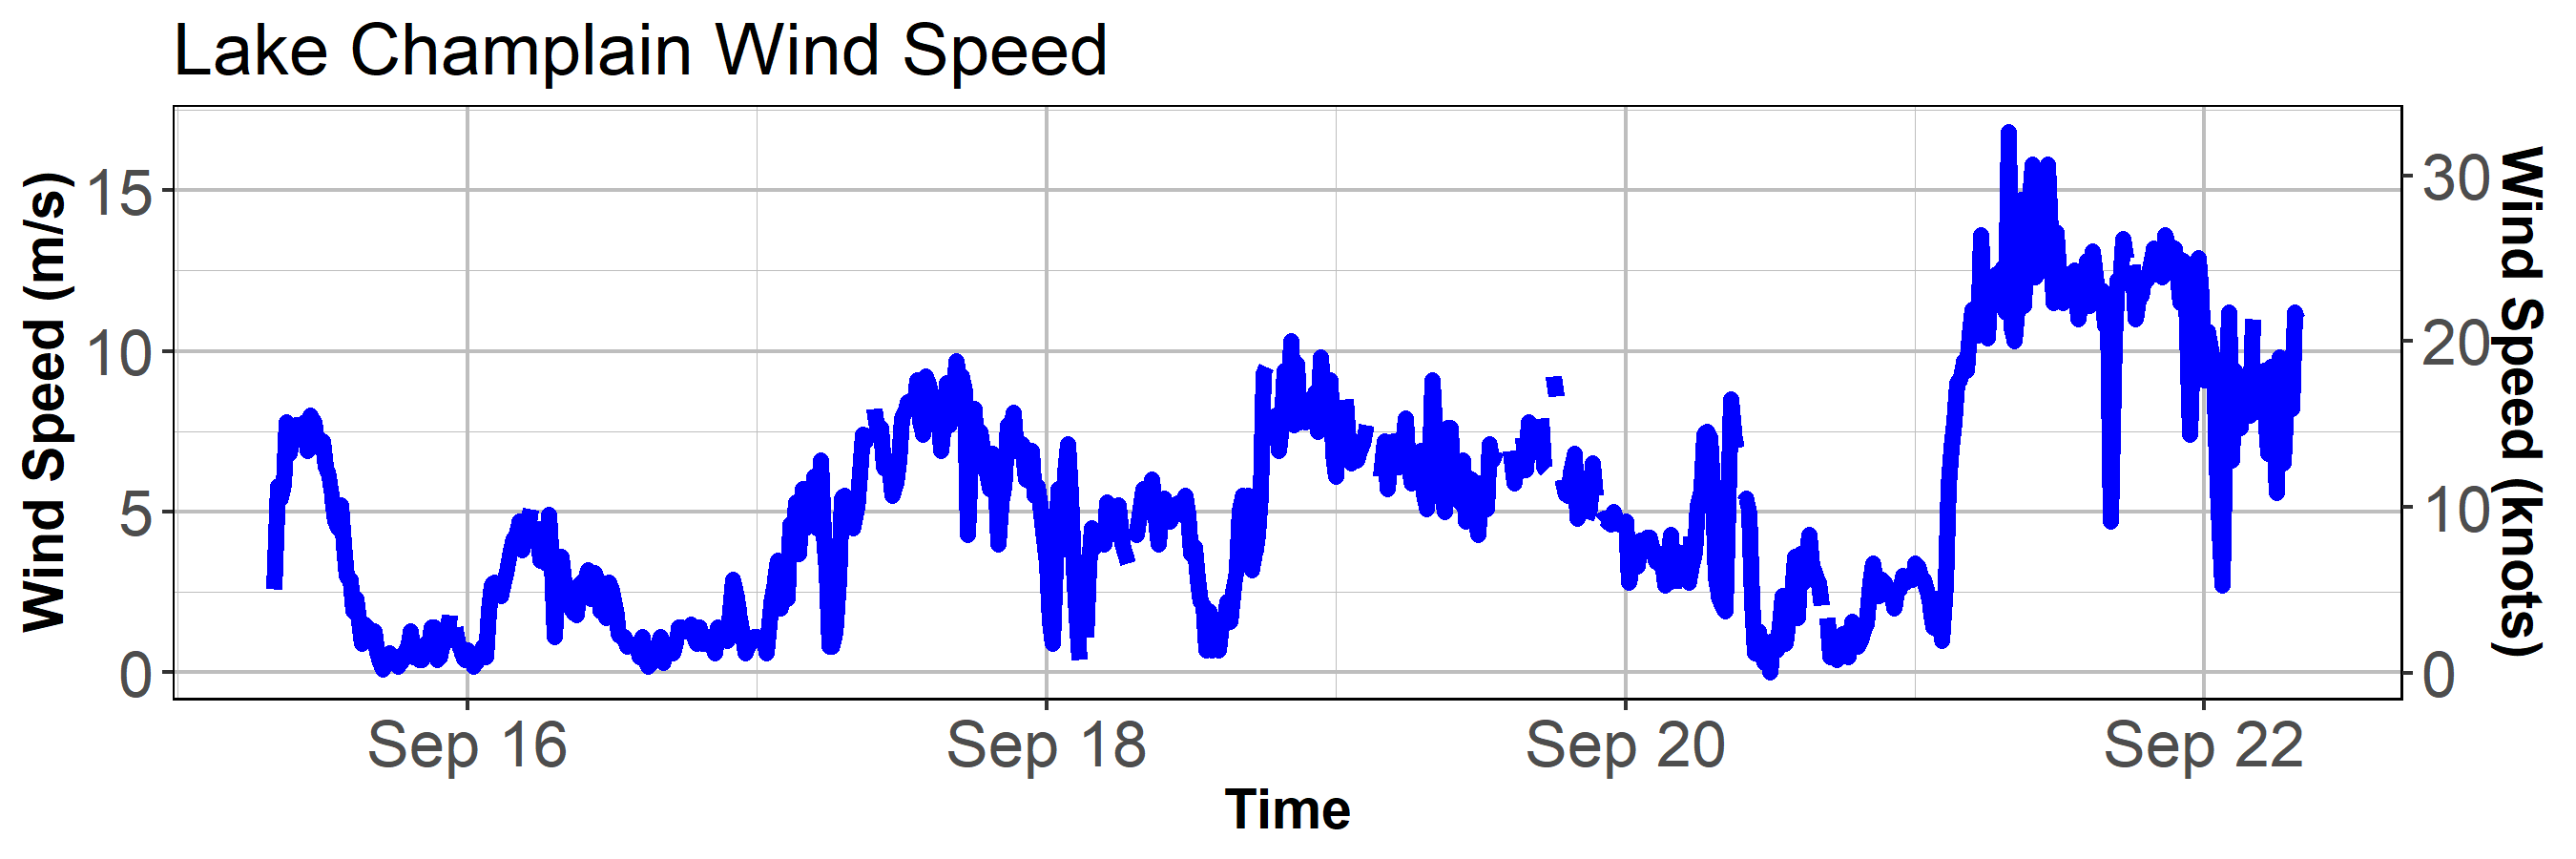 Lake Champlain Wind Speed
Wind Speed (m/s)
15
10
5
0
30
20
10
0
Wind Speed (knots)
Sep 16
Sep 18
Sep 20
Sep 22
Time